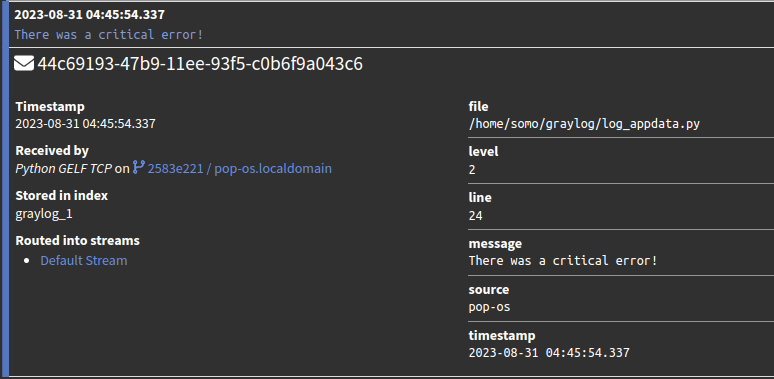 2023-08-31 04:45:54.337
There was a critical error!
44c69193-47b9-11ee-93f5-c0b6f9a043c6
Timestamp
2023-08-31 04:45:54.337
Received by
Python GELF TCP on 2583e221 / pop-os.localdomain
Stored in index
graylog_1
Routed into streams
• Default Stream
file
/home/somo/graylog/log_appdata.py
level
2
line
24
message
There was a critical error!
source
pop-os
timestamp
2023-08-31 04:45:54.337